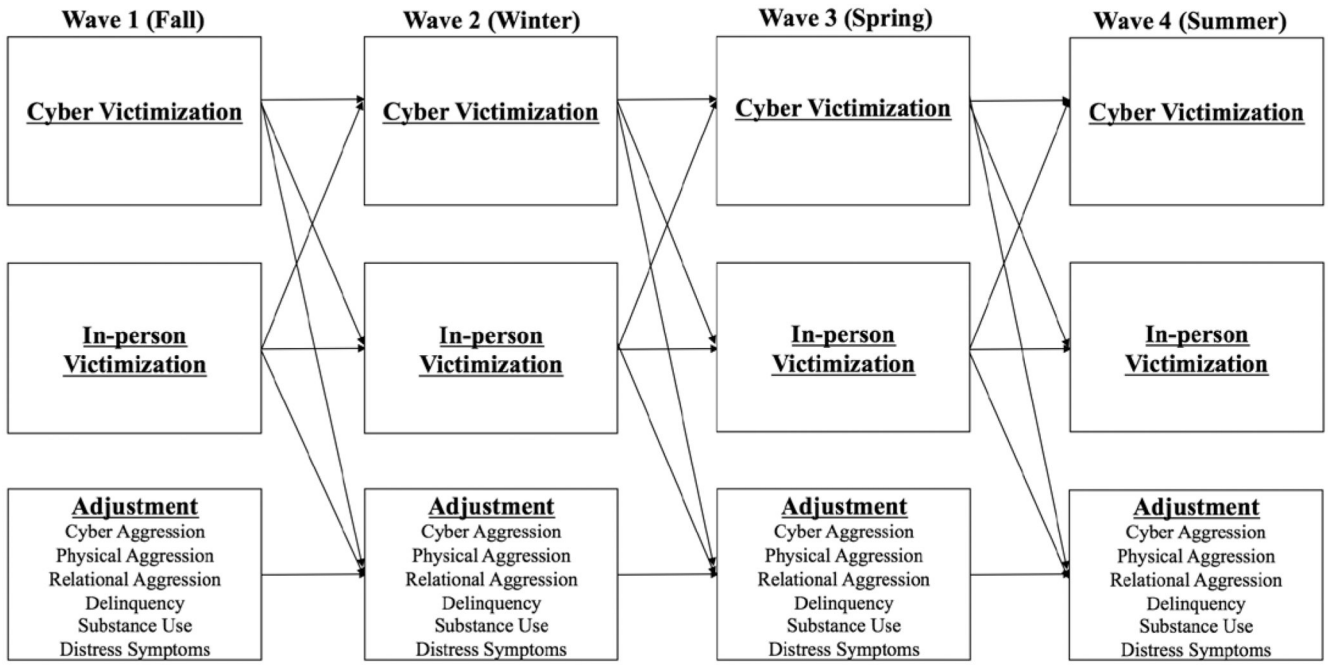 Wave 1 (Fall)
Wave 2 (Winter)
Wave 3 (Spring)
Wave 4 (Summer)
Cyber Victimization
Cyber Victimization
Cyber Victimization
Cyber Victimization
In-person
Victimization
In-person
Victimization
In-person
Victimization
In-person
Victimization
Adjustment
Cyber Aggression
Physical Aggression
Relational Aggression
Delinquency
Substance Use
Distress Symptoms
Adjustment
Cyber Aggression
Physical Aggression
Relational Aggression
Delinquency
Substance Use
Distress Symptoms
Adjustment
Cyber Aggression
Physical Aggression
Relational Aggression
Delinquency
Substance Use
Distress Symptoms
Adjustment
Cyber Aggression
Physical Aggression
Relational Aggression
Delinquency
Substance Use
Distress Symptoms